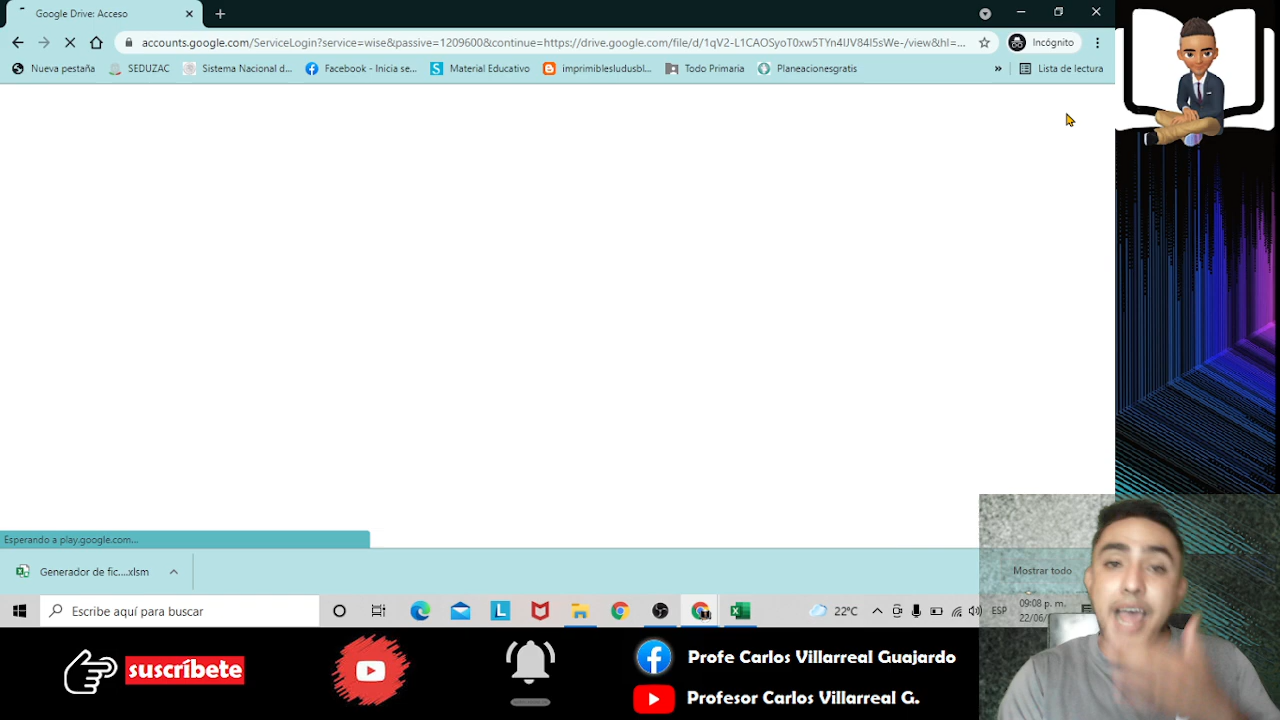 Google Drive: Acceso
accounts.google.com/ServiceLogin?service=wise&passive=1209600&continue=https://drive.google.com/file/d/1qV2-L1CAOSyoT0xw5TYn4IJV84I5sWe-/view&hl=...
Incógnito
Nueva pestaña
SEDUZAC
Sistema Nacional d...
Facebook - Inicia se...
Material Educativo
imprimiblesludusbl...
Todo Primaria
Planeacionesgratis
»
Lista de lectura
Esperando a play.google.com...
Generador de fic....xlsm
Mostrar todo
Escribe aquí para buscar
22°C
ESP
09:08 p. m.
22/06/
suscríbete
Profe Carlos Villarreal Guajardo
Profesor Carlos Villarreal G.